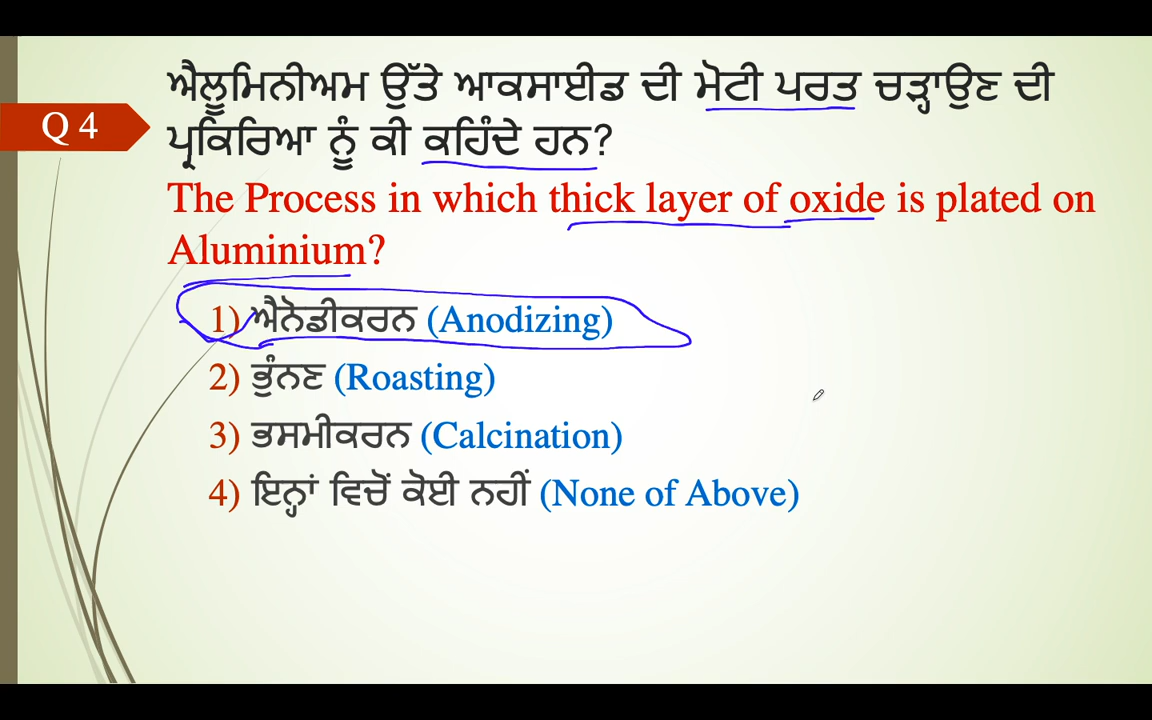 Q 4
ਐਲੂਮਿਨੀਅਮ ਉੱਤੇ ਆਕਸਾਈਡ ਦੀ ਮੋਟੀ ਪਰਤ ਚੜ੍ਹਾਉਣ ਦੀ
ਪ੍ਰਕਿਰਿਆ ਨੂੰ ਕੀ ਕਹਿੰਦੇ ਹਨ?
The Process in which thick layer of oxide is plated on
Aluminium?
1) ਐਨੋਡੀਕਰਨ (Anodizing)
2) ਭੁੰਨਣ (Roasting)
3) ਭਸਮੀਕਰਨ (Calcination)
4) ਇਨ੍ਹਾਂ ਵਿਚੋਂ ਕੋਈ ਨਹੀਂ (None of Above)